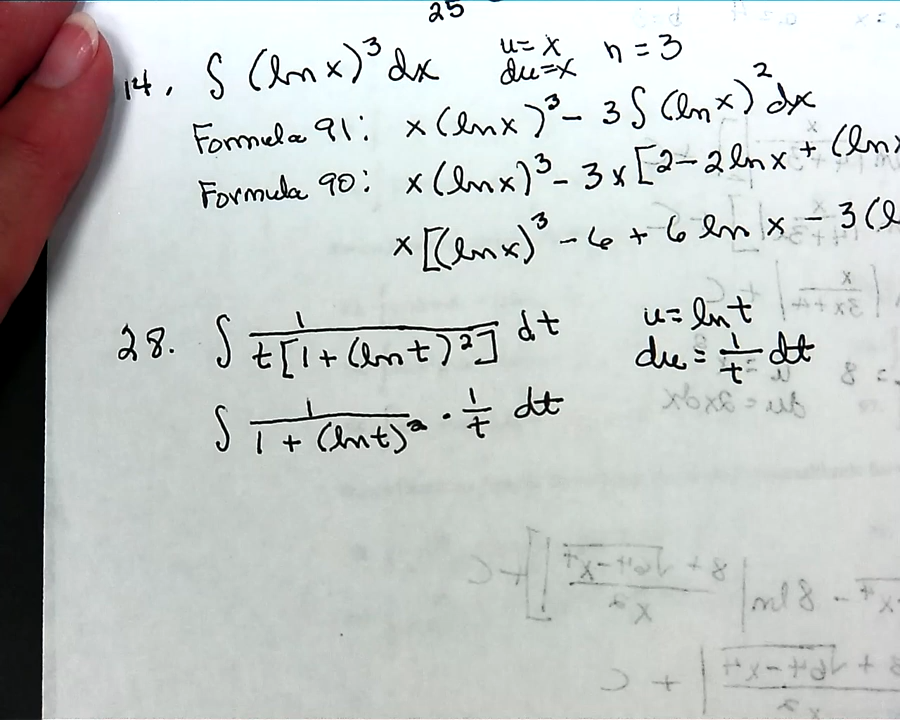 25
14. ∫ (ln x)³ dx u = x n = 3
du = x
Formula 91: x(ln x)³ - 3 ∫ (ln x)² dx
Formula 90: x(ln x)³ - 3x[2 - 2 ln x + (ln x
x[(ln x)³ - 6 + 6 ln x - 3(l
28. ∫ 1/(t[1 + (ln t)²]) dt u = ln t
du = 1/t dt
∫ 1/(1 + (ln t)²) · 1/t dt